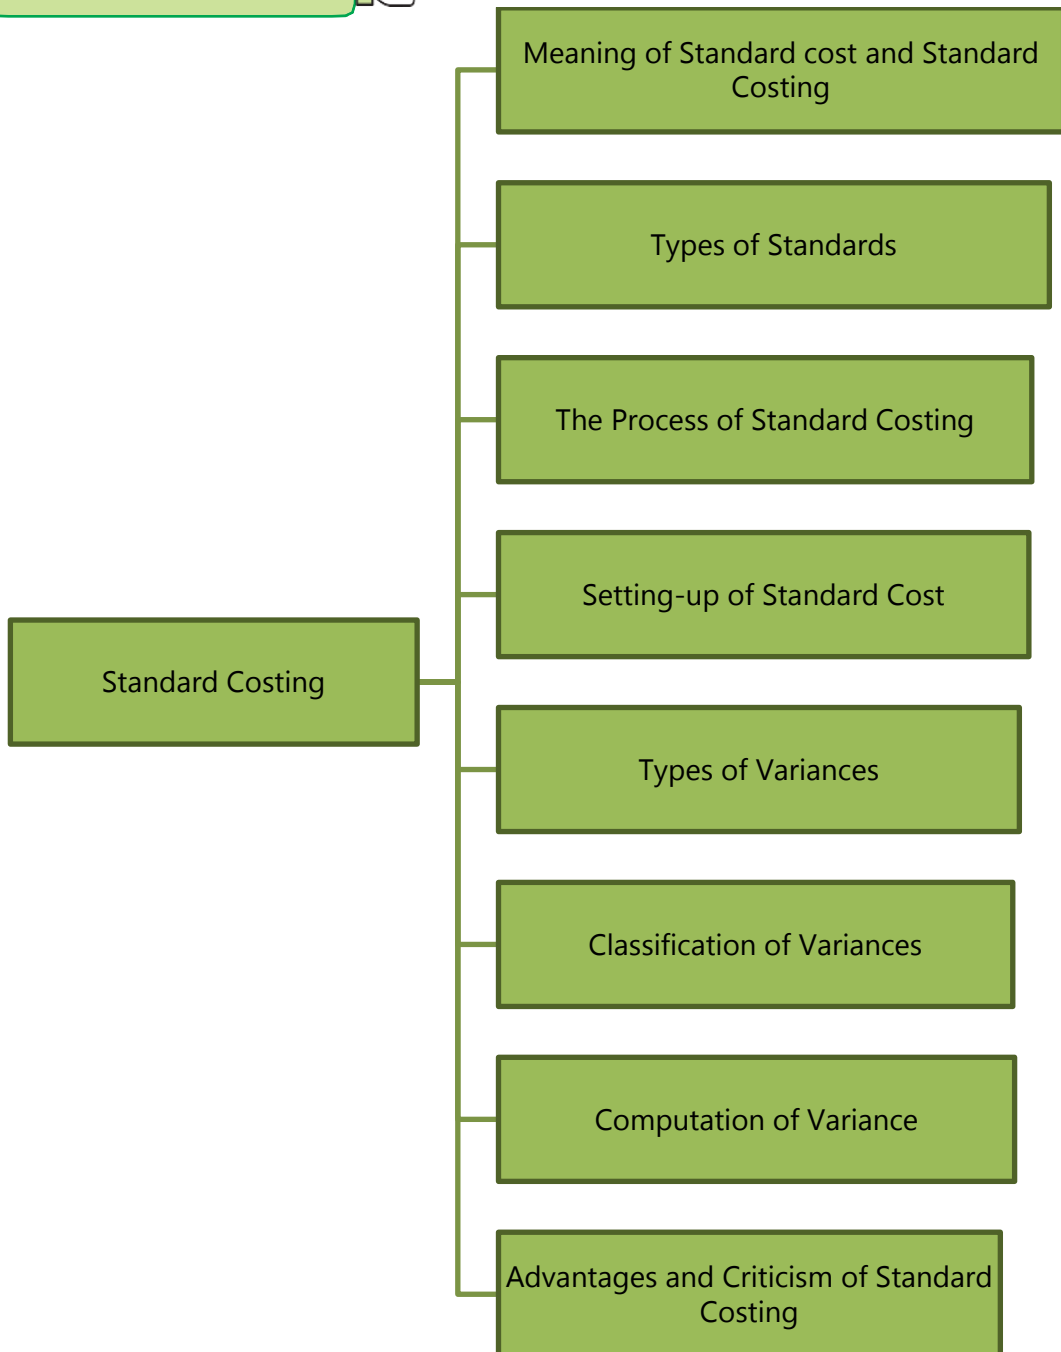 Meaning of Standard cost and Standard
Costing
Types of Standards
The Process of Standard Costing
Setting-up of Standard Cost
Standard Costing
Types of Variances
Classification of Variances
Computation of Variance
Advantages and Criticism of Standard
Costing